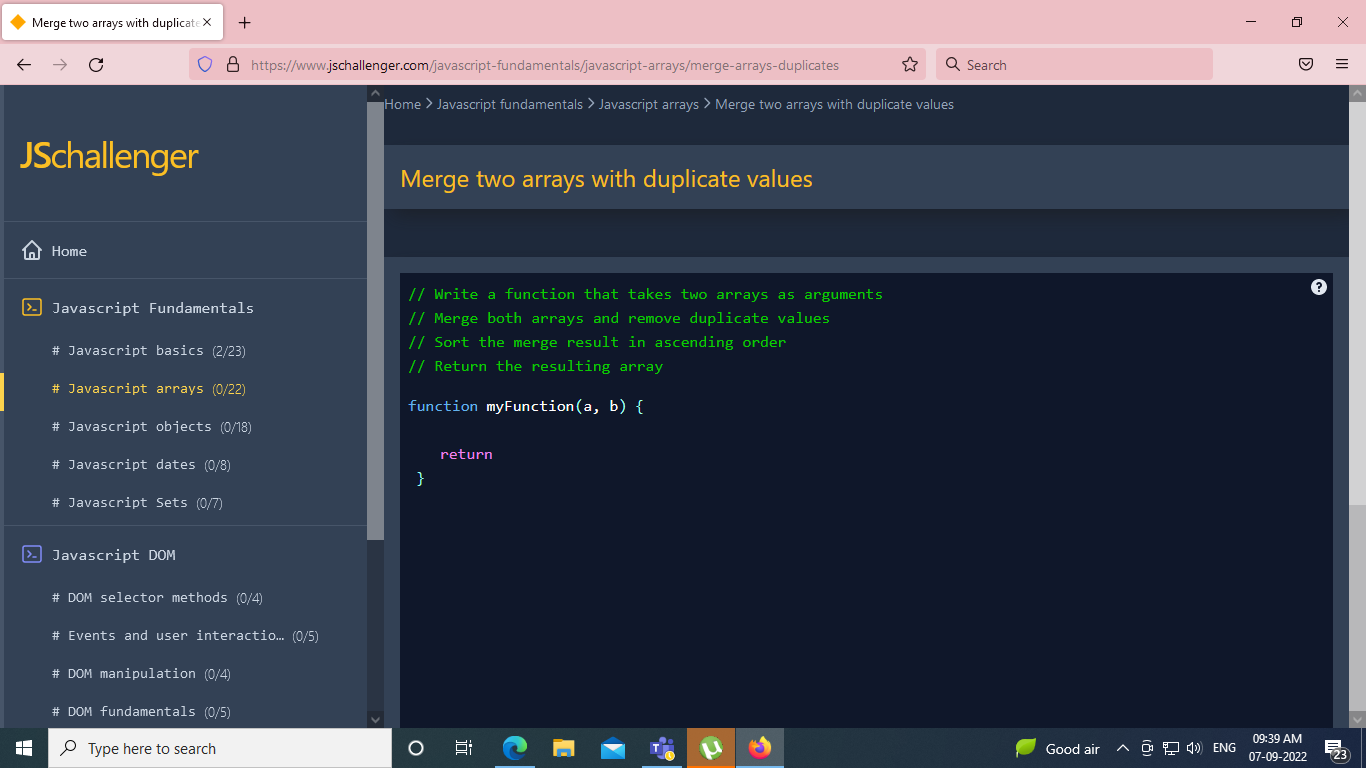 Merge two arrays with duplicate
https://www.jschallenger.com/javascript-fundamentals/javascript-arrays/merge-arrays-duplicates
Search
JSchallenger
Home
Javascript Fundamentals
# Javascript basics (2/23)
# Javascript arrays (0/22)
# Javascript objects (0/18)
# Javascript dates (0/8)
# Javascript Sets (0/7)
Javascript DOM
# DOM selector methods (0/4)
# Events and user interactio… (0/5)
# DOM manipulation (0/4)
# DOM fundamentals (0/5)
Home > Javascript fundamentals > Javascript arrays > Merge two arrays with duplicate values
Merge two arrays with duplicate values
// Write a function that takes two arrays as arguments
// Merge both arrays and remove duplicate values
// Sort the merge result in ascending order
// Return the resulting array
function myFunction(a, b) {
return
}
?
Type here to search
Good air
ENG
09:39 AM
07-09-2022
23